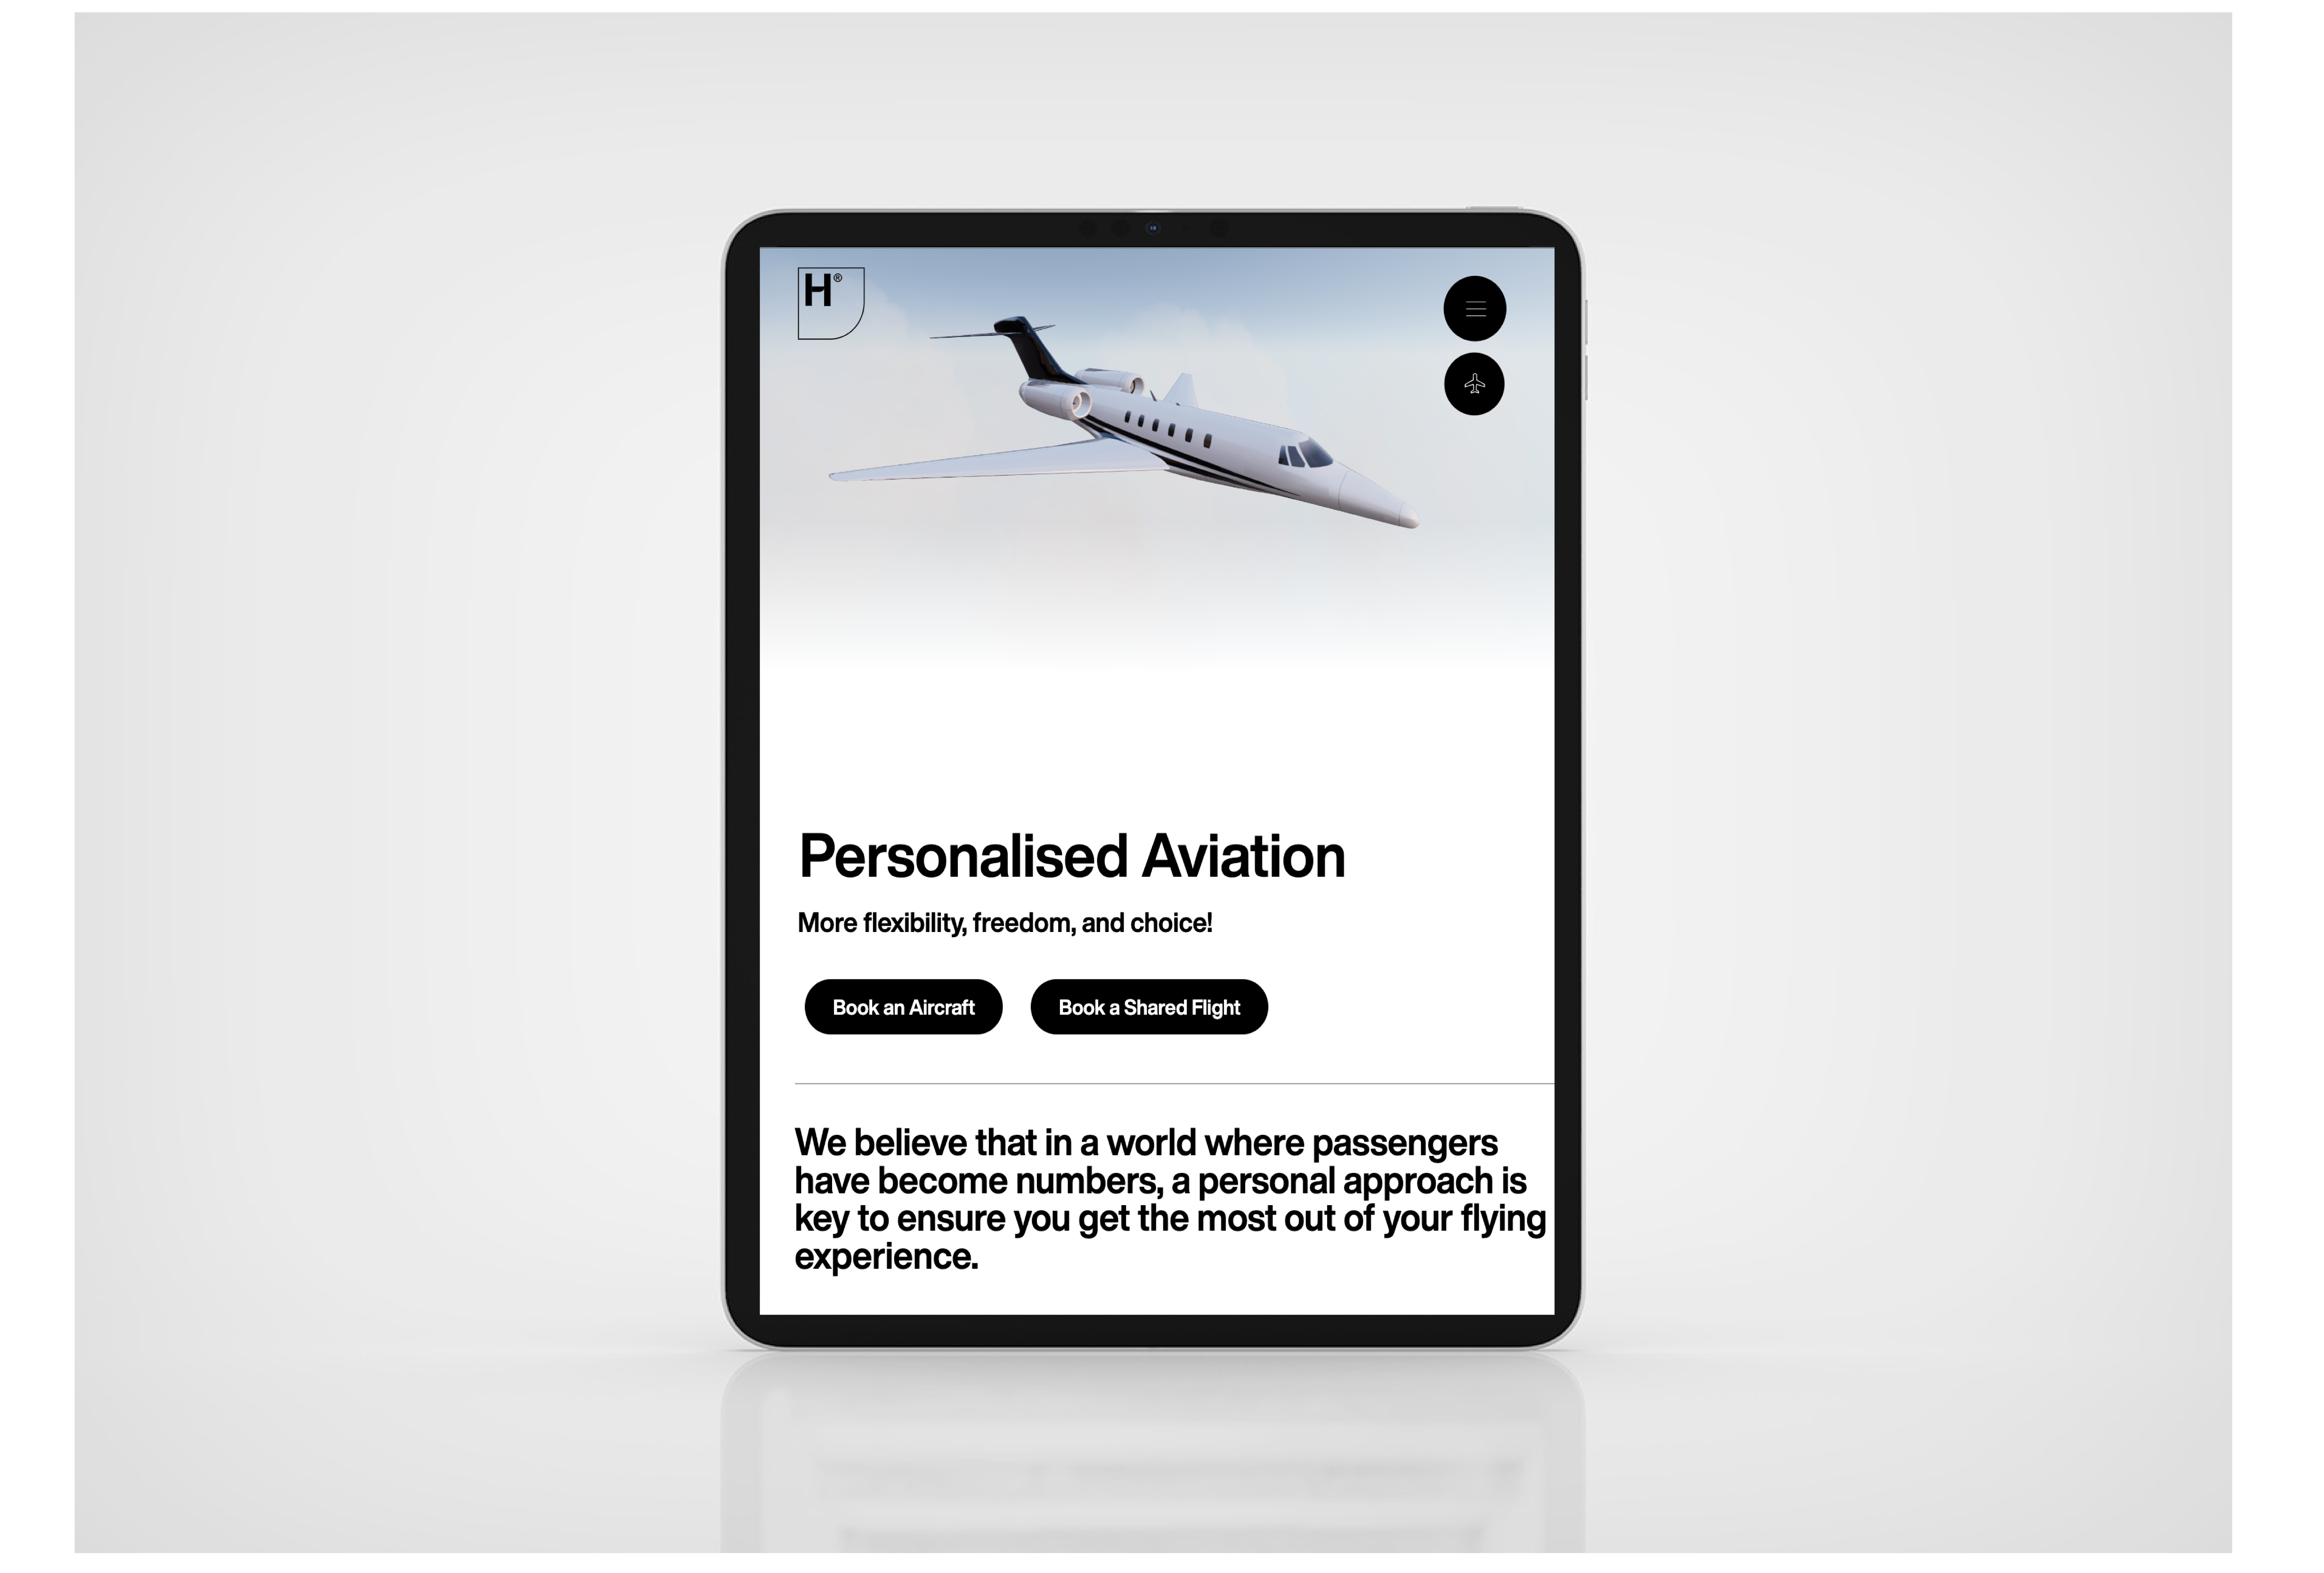 H®
Personalised Aviation
More flexibility, freedom, and choice!
Book an Aircraft
Book a Shared Flight
We believe that in a world where passengers
have become numbers, a personal approach is
key to ensure you get the most out of your flying
experience.